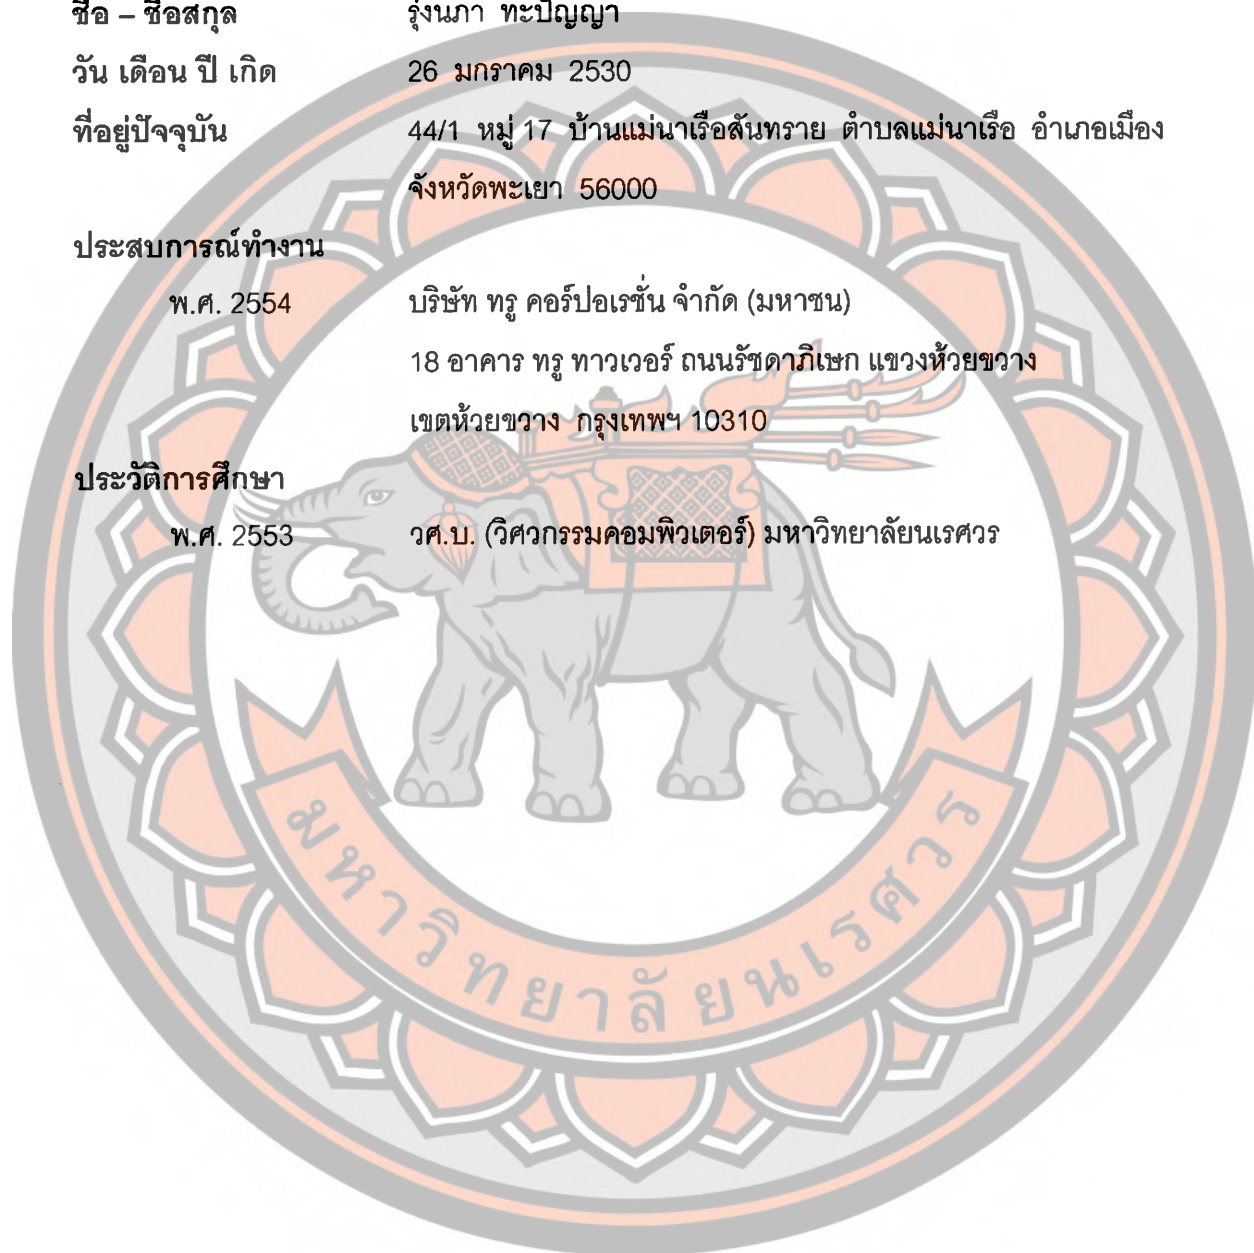 ชื่อ – ชื่อสกุล รุ่งนภา ทะปัญญา
วัน เดือน ปี เกิด 26 มกราคม 2530
ที่อยู่ปัจจุบัน 44/1 หมู่ 17 บ้านแม่นาเรือสันทราย ตำบลแม่นาเรือ อำเภอเมือง
จังหวัดพะเยา 56000
ประสบการณ์ทำงาน
พ.ศ. 2554 บริษัท ทรู คอร์ปอเรชั่น จำกัด (มหาชน)
18 อาคาร ทรู ทาวเวอร์ ถนนรัชดาภิเษก แขวงห้วยขวาง
เขตห้วยขวาง กรุงเทพฯ 10310
ประวัติการศึกษา
พ.ศ. 2553 วศ.บ. (วิศวกรรมคอมพิวเตอร์) มหาวิทยาลัยนเรศวร
มหาวิทยาลัยนเรศวร